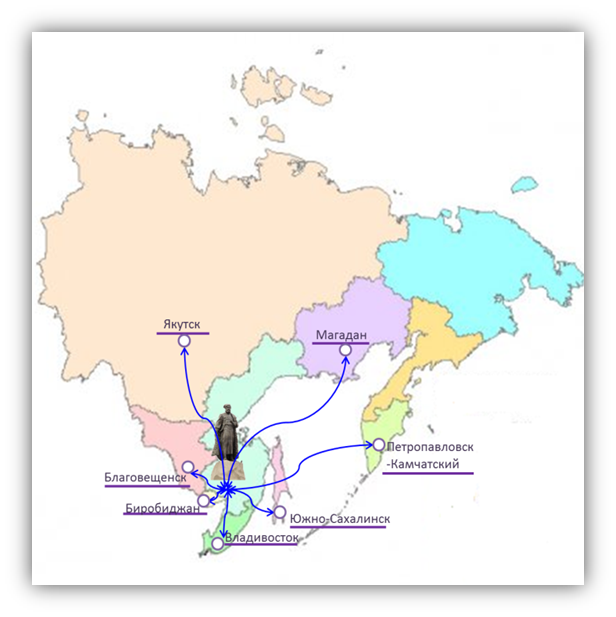 Якутск
Магадан
Петропавловск
-Камчатский
Благовещенск
Биробиджан
Южно-Сахалинск
Владивосток